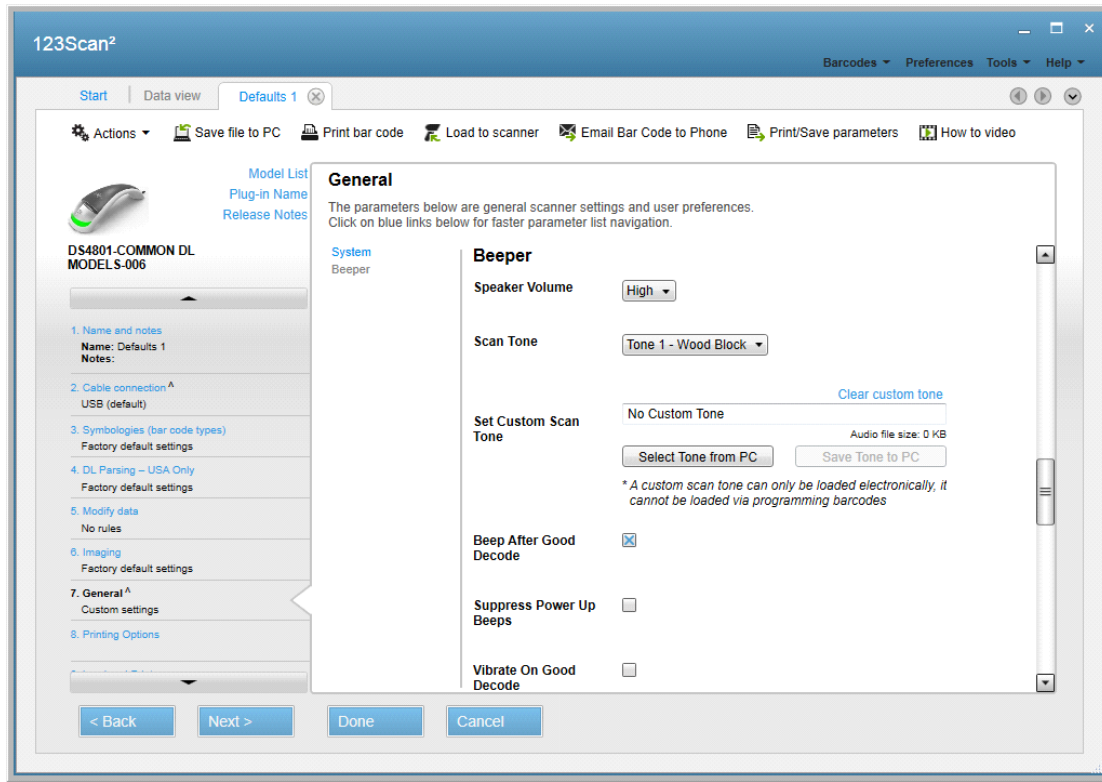 123Scan²
Barcodes Preferences Tools Help
Start Data view Defaults 1
Actions Save file to PC Print bar code Load to scanner Email Bar Code to Phone Print/Save parameters How to video
Model List
Plug-in Name
Release Notes
DS4801-COMMON DL
MODELS-006
1. Name and notes
Name: Defaults 1
Notes:
2. Cable connection ^
USB (default)
3. Symbologies (bar code types)
Factory default settings
4. DL Parsing – USA Only
Factory default settings
5. Modify data
No rules
6. Imaging
Factory default settings
7. General ^
Custom settings
8. Printing Options
General
The parameters below are general scanner settings and user preferences.
Click on blue links below for faster parameter list navigation.
System
Beeper
Beeper
Speaker Volume High
Scan Tone Tone 1 - Wood Block
Clear custom tone
Set Custom Scan
Tone
No Custom Tone
Audio file size: 0 KB
Select Tone from PC Save Tone to PC
* A custom scan tone can only be loaded electronically, it
cannot be loaded via programming barcodes
Beep After Good
Decode
Suppress Power Up
Beeps
Vibrate On Good
Decode
< Back Next > Done Cancel